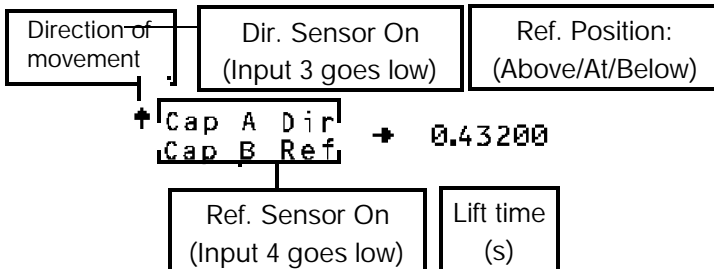 Direction of
movement
Dir. Sensor On
(Input 3 goes low)
Ref. Position:
(Above/At/Below)
Cap A Dir
Cap B Ref
0.43200
Ref. Sensor On
(Input 4 goes low)
Lift time
(s)